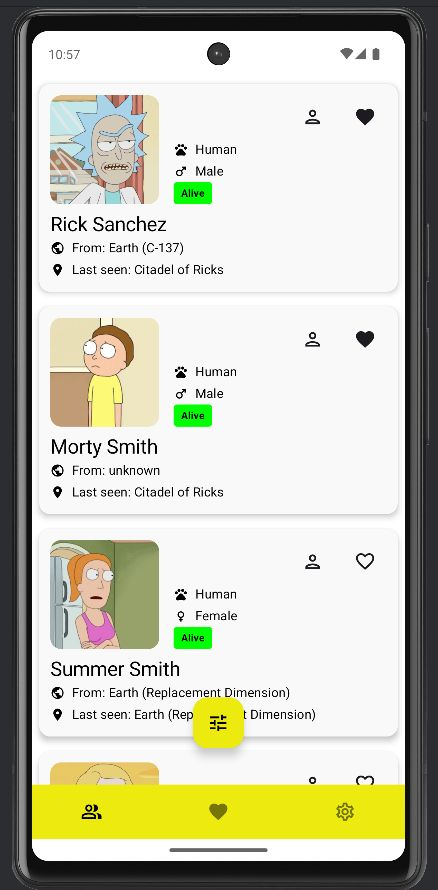 10:57
Human
Male
Alive
Rick Sanchez
From: Earth (C-137)
Last seen: Citadel of Ricks
Human
Male
Alive
Morty Smith
From: unknown
Last seen: Citadel of Ricks
Human
Female
Alive
Summer Smith
From: Earth (Replacement Dimension)
Last seen: Earth (Rep t Dimension)